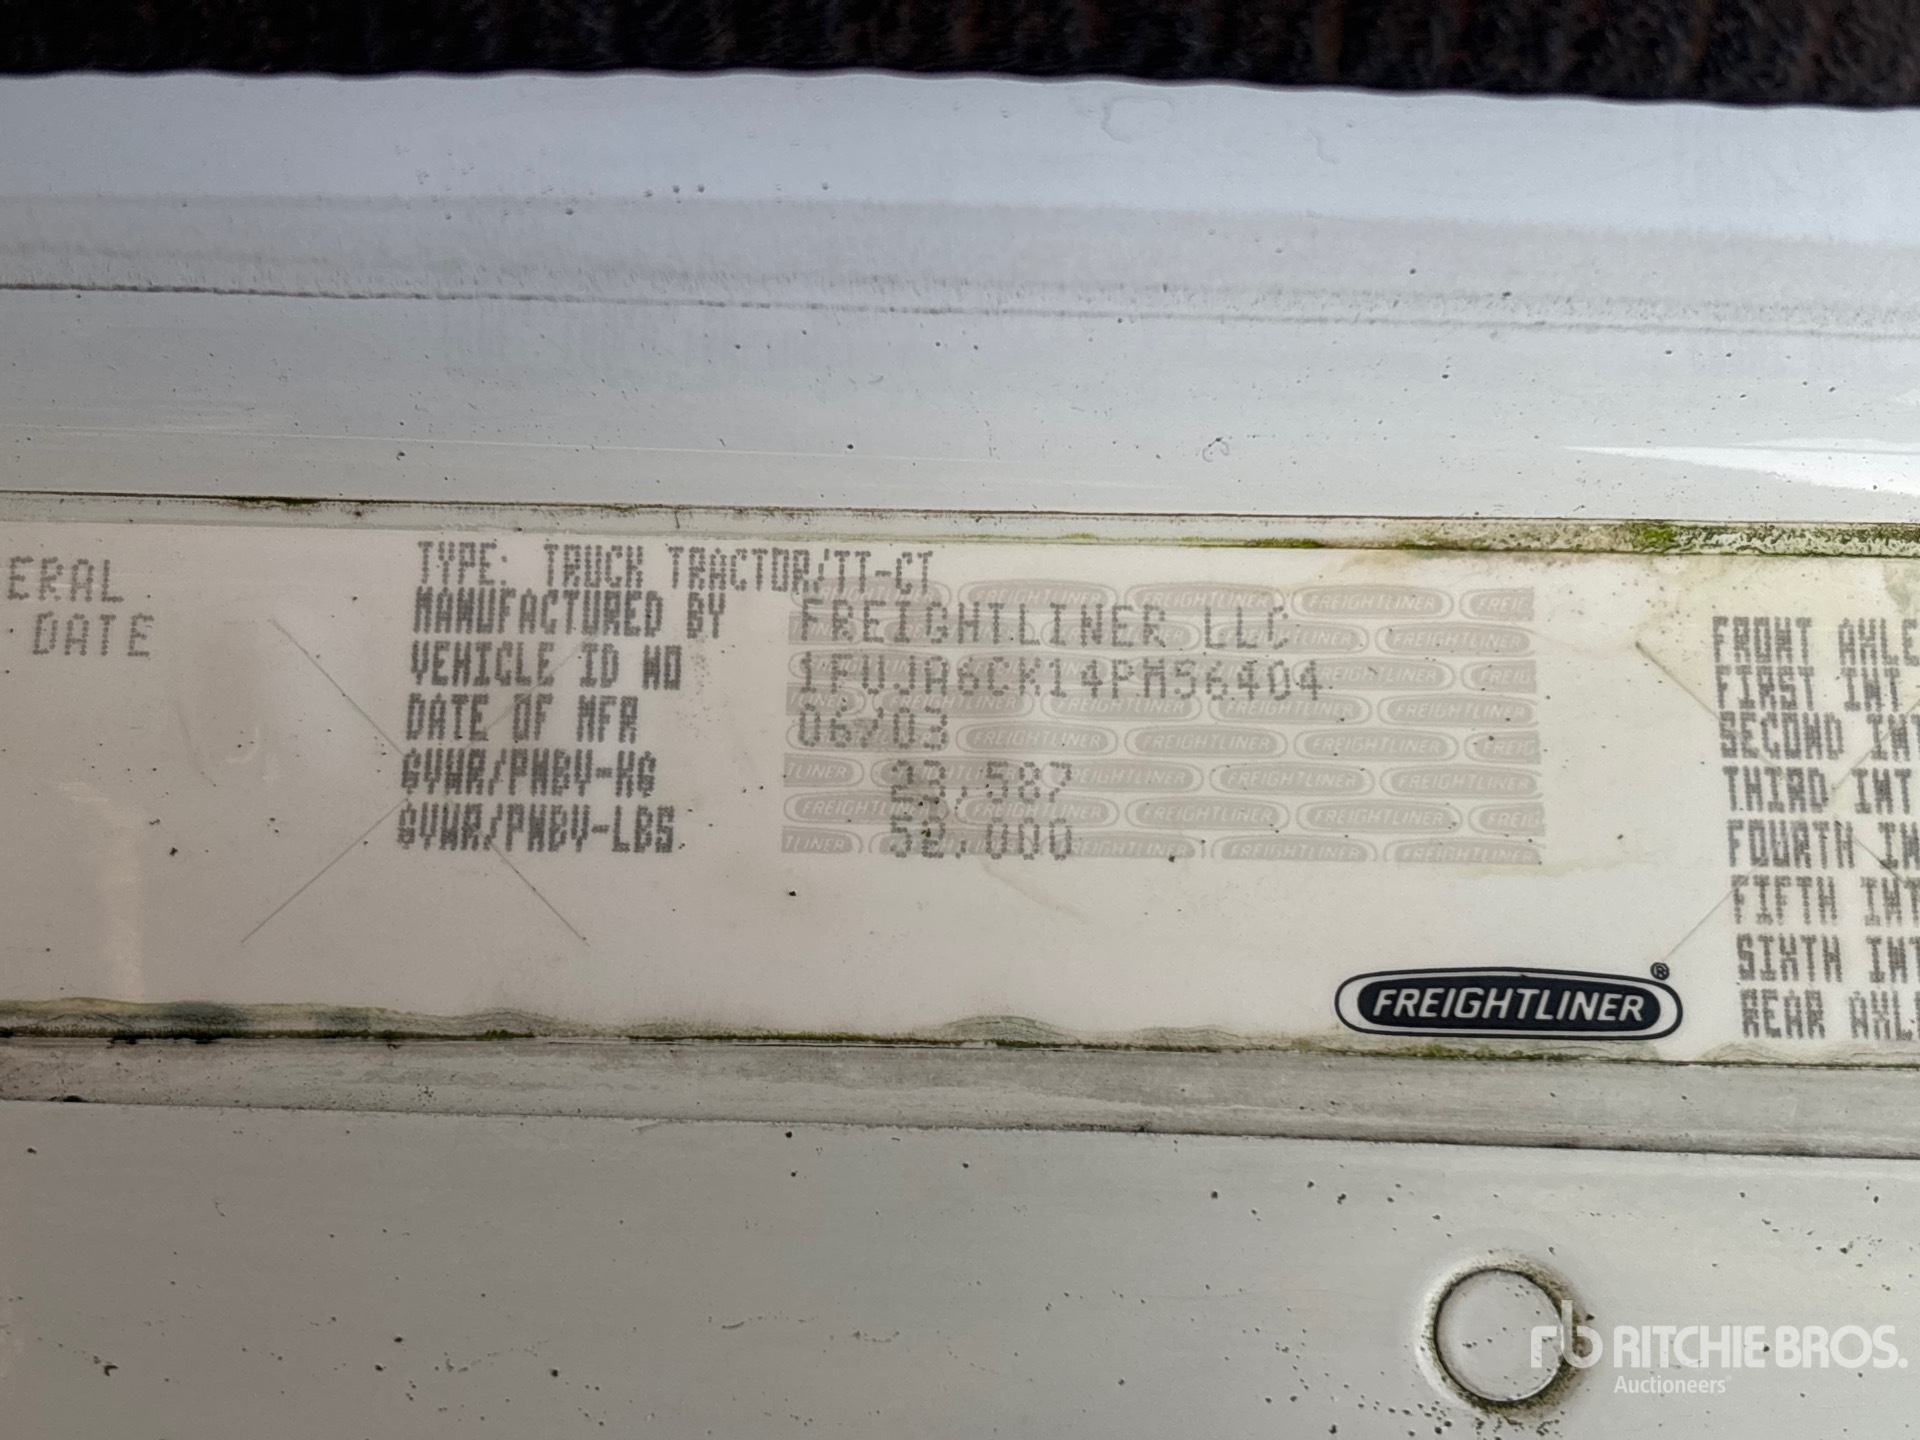 ERAL
DATE
TYPE: TRUCK TRACTOR/TT-CT
MANUFACTURED BY FREIGHTLINER LLC
VEHICLE ID NO 1FUJA6CK14PM56404
DATE OF MFR 06/03
GVWR/PNBV-KG 23,587
GVWR/PNBV-LBS 52,000
FREIGHTLINER®
FRONT AXLE
FIRST INT
SECOND INT
THIRD INT
FOURTH IN
FIFTH INT
SIXTH INT
REAR AXL
rb RITCHIE BROS.
Auctioneers